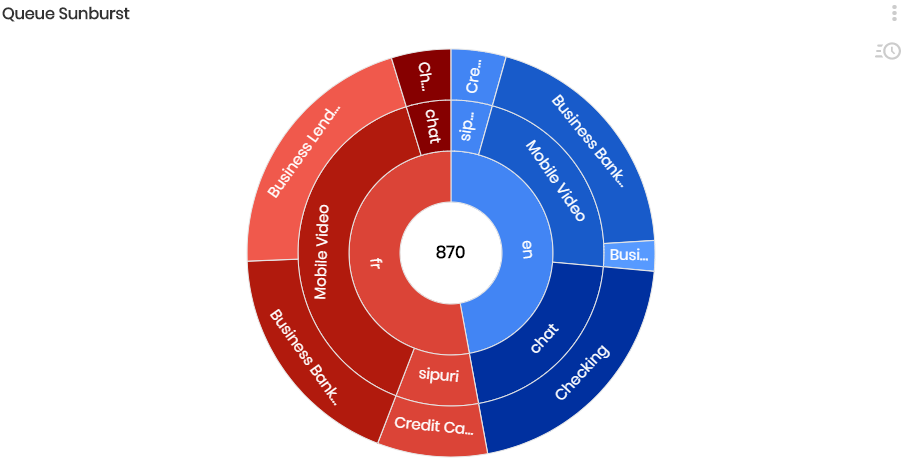 Queue Sunburst
Ch...
Cre...
chat
sip...
Business Lend...
Business Bank...
Mobile Video
Mobile Video
fr
870
en
Busi...
chat
Checking
Business Bank...
sipuri
Credit Ca...